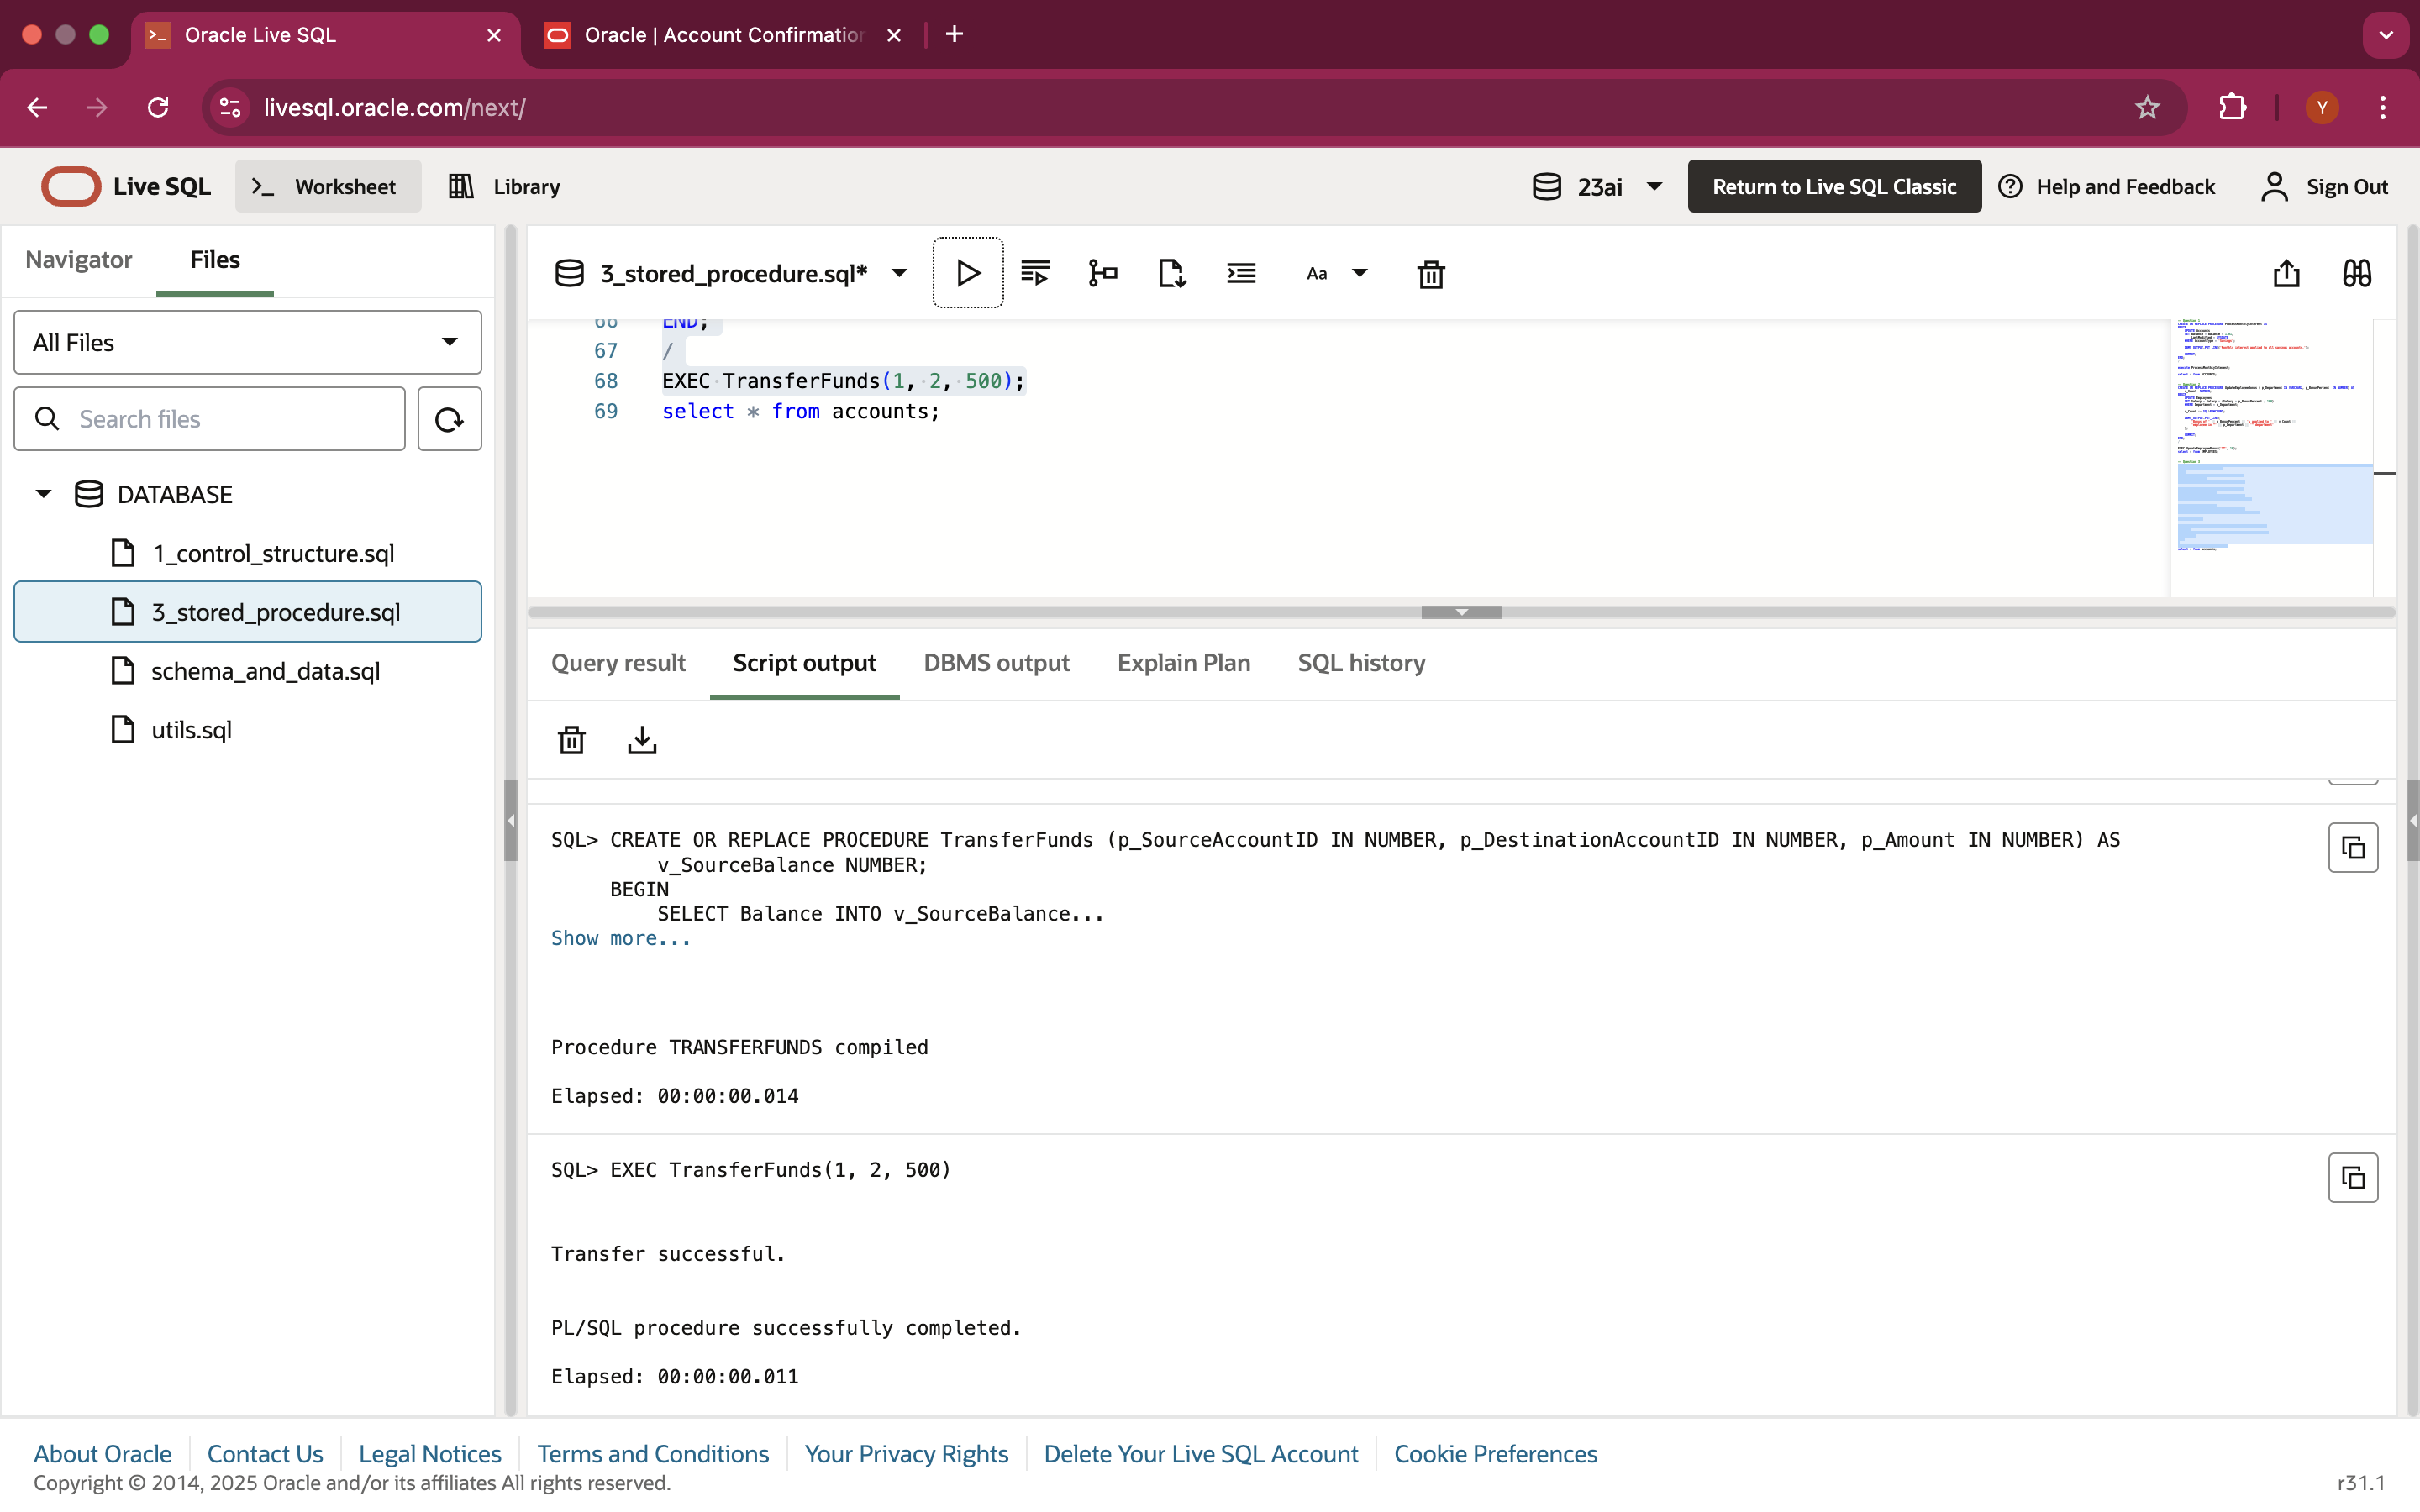 Oracle Live SQL
Oracle | Account Confirmation
livesql.oracle.com/next/
Y
Live SQL
Worksheet
Library
23ai
Return to Live SQL Classic
Help and Feedback
Sign Out
Navigator
Files
All Files
Search files
DATABASE
1_control_structure.sql
3_stored_procedure.sql
schema_and_data.sql
utils.sql
3_stored_procedure.sql*
Aa
66 END;
67 /
68 EXEC TransferFunds(1, 2, 500);
69 select * from accounts;
Query result
Script output
DBMS output
Explain Plan
SQL history
SQL> CREATE OR REPLACE PROCEDURE TransferFunds (p_SourceAccountID IN NUMBER, p_DestinationAccountID IN NUMBER, p_Amount IN NUMBER) AS
v_SourceBalance NUMBER;
BEGIN
SELECT Balance INTO v_SourceBalance...
Show more...
Procedure TRANSFERFUNDS compiled
Elapsed: 00:00:00.014
SQL> EXEC TransferFunds(1, 2, 500)
Transfer successful.
PL/SQL procedure successfully completed.
Elapsed: 00:00:00.011
About Oracle
Contact Us
Legal Notices
Terms and Conditions
Your Privacy Rights
Delete Your Live SQL Account
Cookie Preferences
Copyright © 2014, 2025 Oracle and/or its affiliates All rights reserved.
r31.1